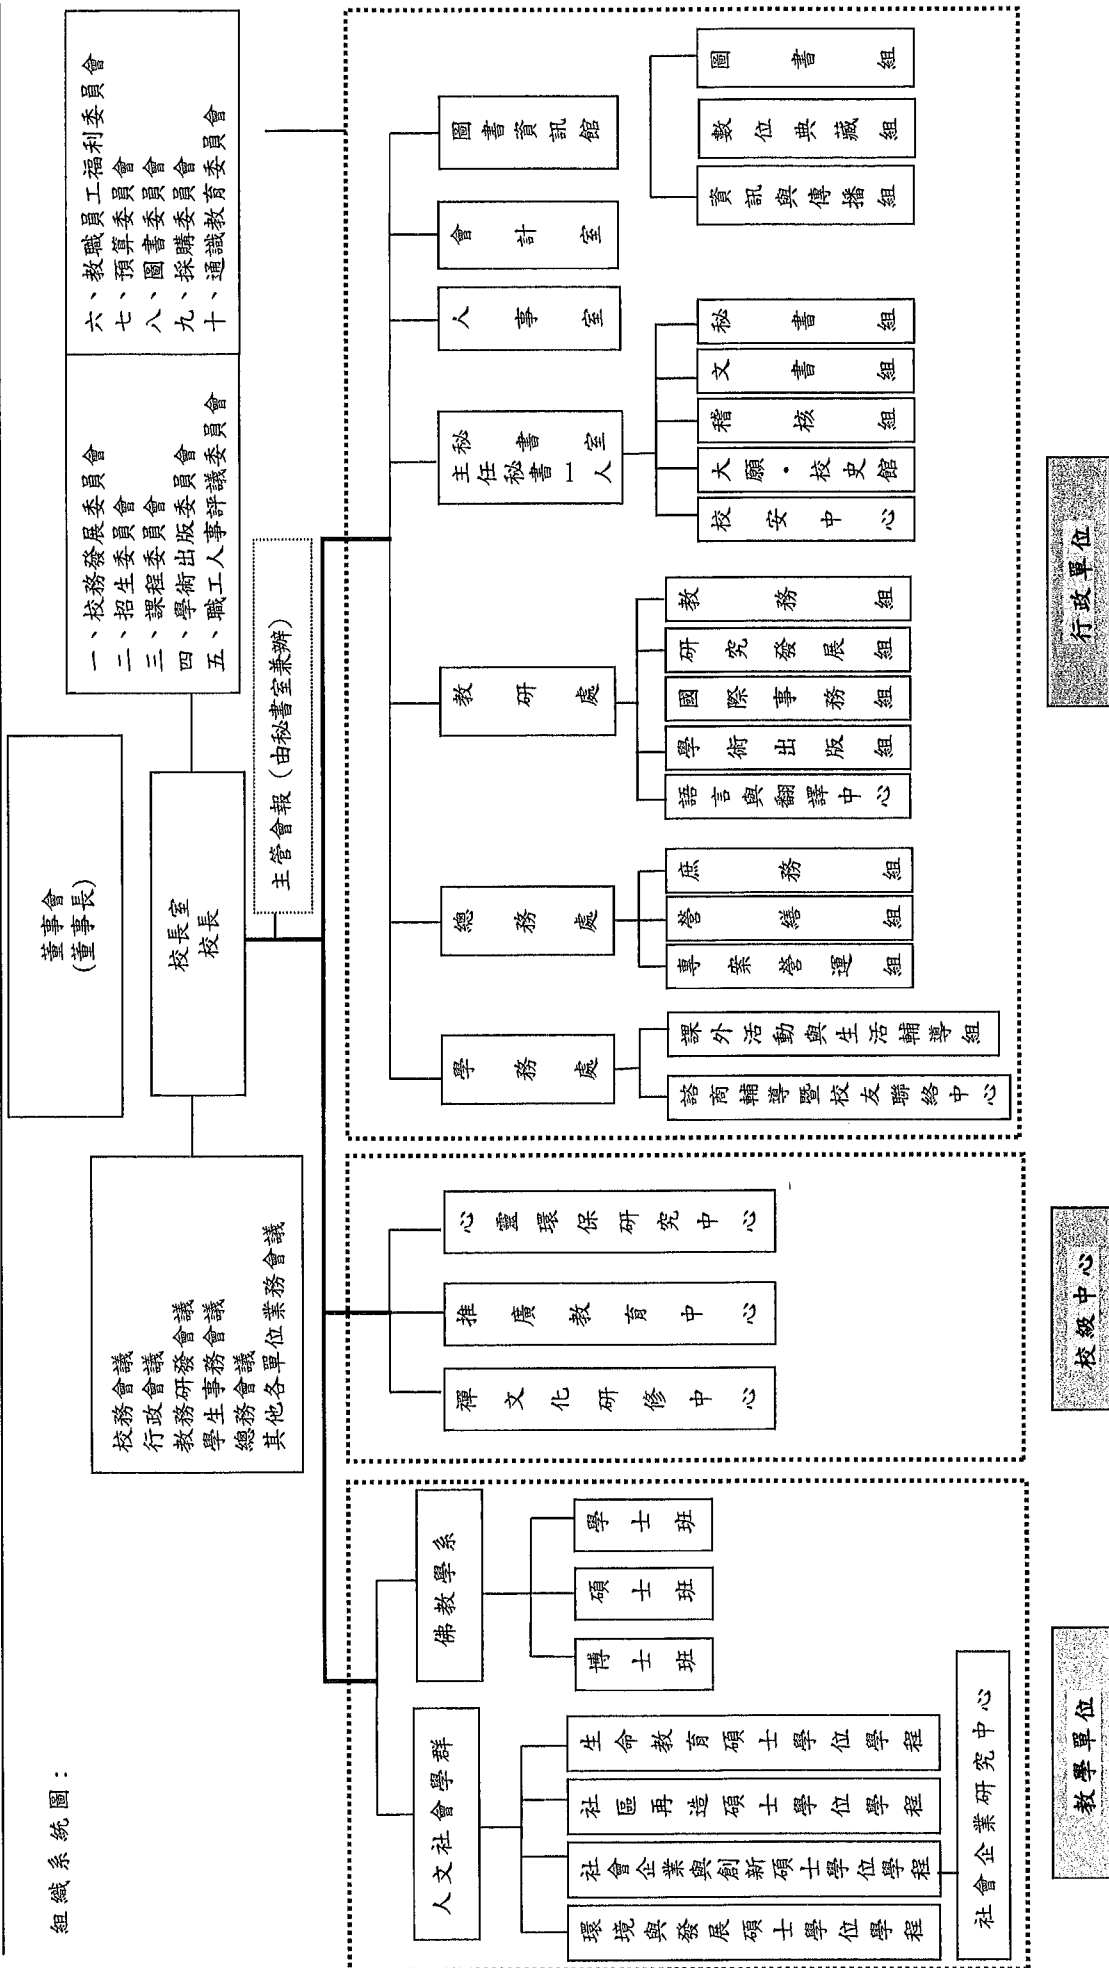 組織系統圖：
董事會
(董事長)
校長室
校長
校務會議
行政會議
教務研發會議
學生事務會議
總務會議
其他各單位業務會議
一、校務發展委員會
二、招生委員會
三、課程委員會
四、學術出版委員會
五、職工人事評議委員會
六、教職員工福利委員會
七、預算委員會
八、圖書委員會
九、採購委員會
十、通識教育委員會
主管會報（由秘書室兼辦）
人文社會學群
佛教學系
環境與發展碩士學位學程
社會企業與創新碩士學位學程
社區再造碩士學位學程
生命教育碩士學位學程
社會企業研究中心
博士班
碩士班
學士班
禪文化研修中心
推廣教育中心
心靈環保研究中心
學務處
諮商輔導暨校友聯絡中心
課外活動與生活輔導組
總務處
專案營運組
營繕組
庶務組
教研處
語言與翻譯中心
學術出版組
國際事務組
研究發展組
教務組
秘書室
主任秘書一人
校安中心
大願・校史館
稽核組
文書組
秘書組
人事室
會計室
圖書資訊館
資訊與傳播組
數位典藏組
圖書組
教學單位
校級中心
行政單位